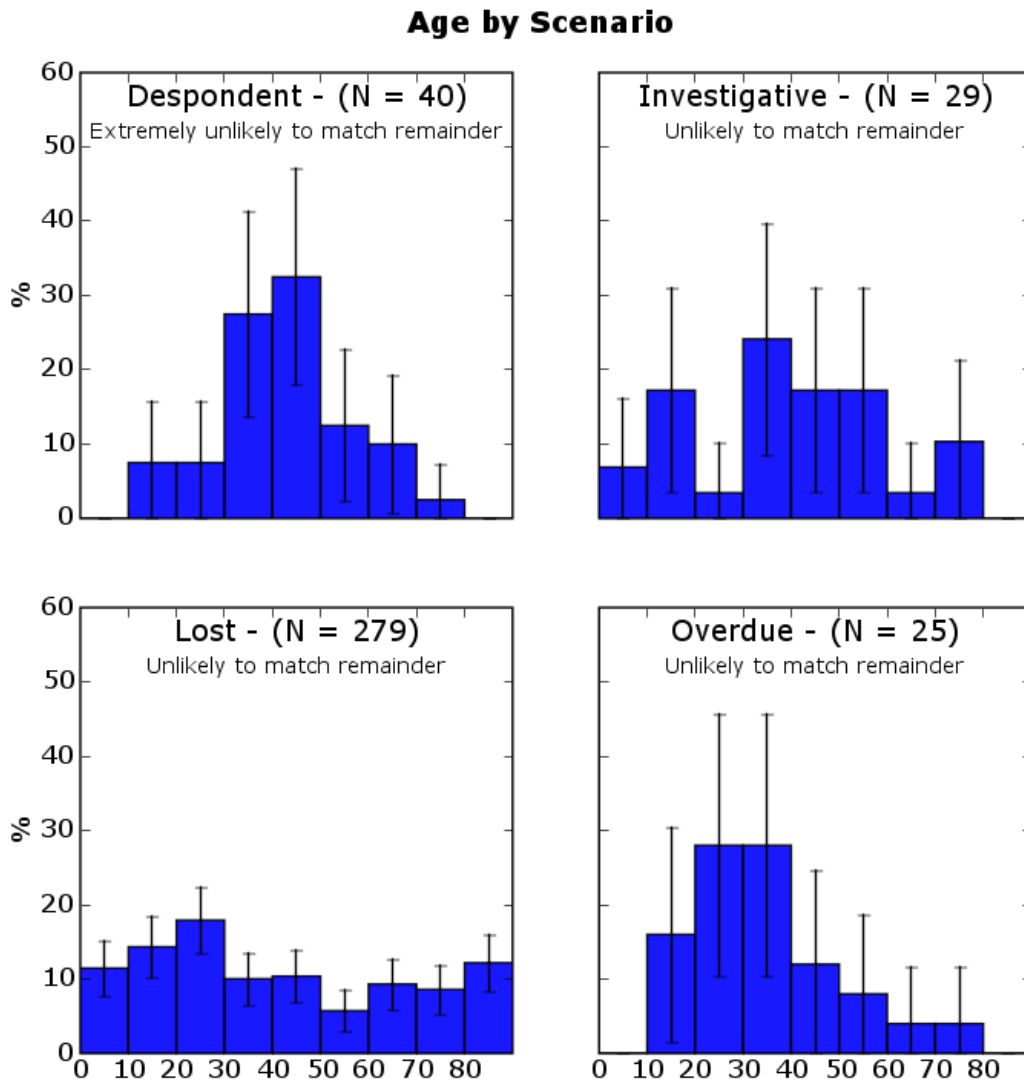 Age by Scenario
Despondent - (N = 40)
Extremely unlikely to match remainder
60
50
40
30
20
10
0
%
Investigative - (N = 29)
Unlikely to match remainder
Lost - (N = 279)
Unlikely to match remainder
60
50
40
30
20
10
0
%
0 10 20 30 40 50 60 70 80
Overdue - (N = 25)
Unlikely to match remainder
0 10 20 30 40 50 60 70 80